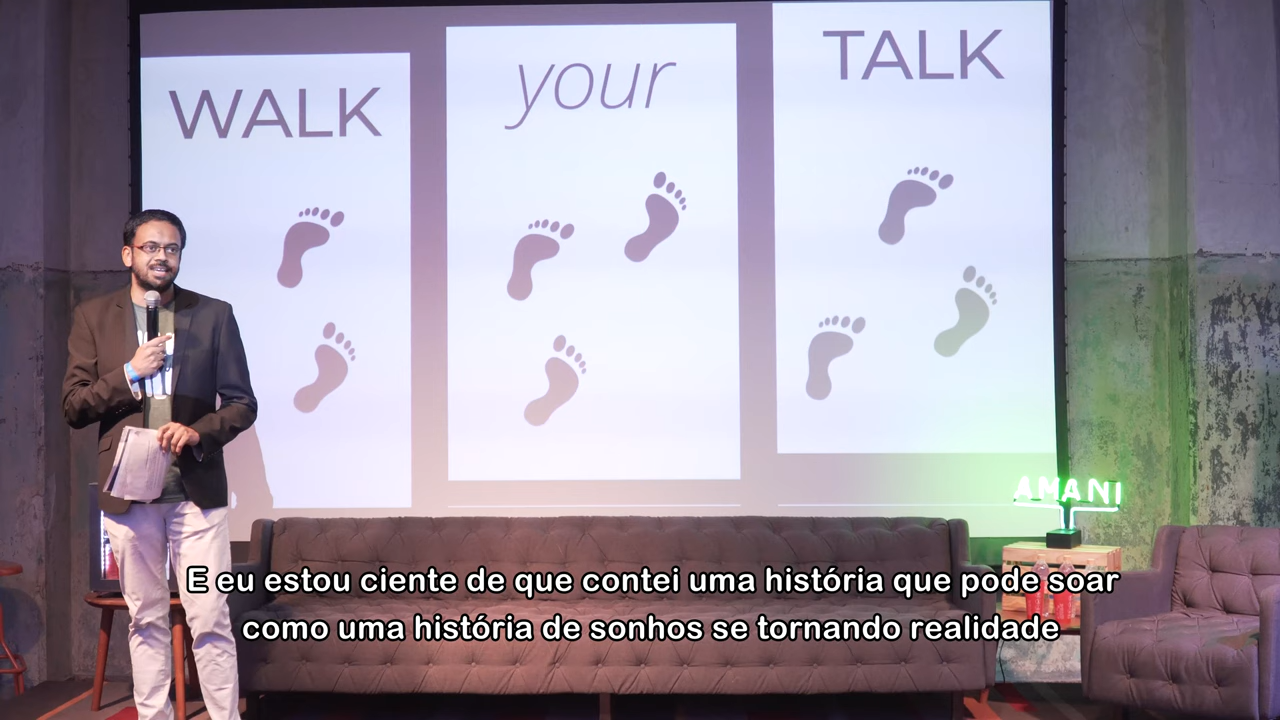 WALK
your
TALK
AMANI
E eu estou ciente de que contei uma história que pode soar
como uma história de sonhos se tornando realidade